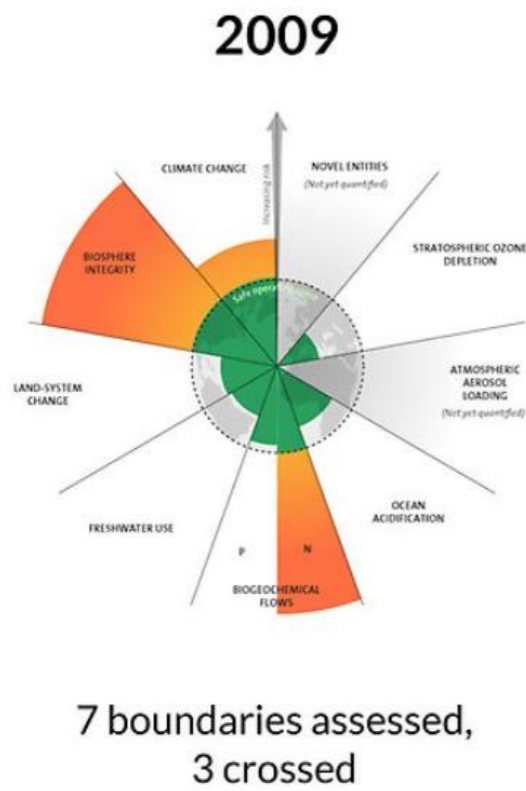 2009
CLIMATE CHANGE
Increasing risk
NOVEL ENTITIES
(Not yet quantified)
STRATOSPHERIC OZONE
DEPLETION
BIOSPHERE
INTEGRITY
Safe operating
ATMOSPHERIC
AEROSOL
LOADING
(Not yet quantified)
LAND-SYSTEM
CHANGE
OCEAN
ACIDIFICATION
FRESHWATER USE
P
N
BIOGEOCHEMICAL
FLOWS
7 boundaries assessed,
3 crossed